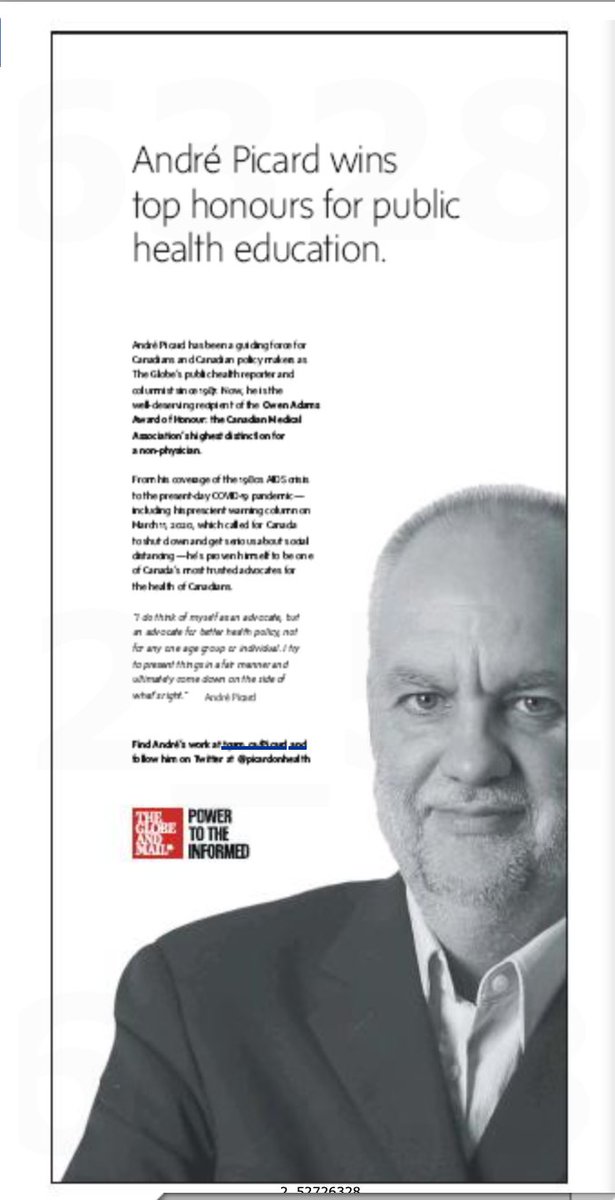 André Picard wins
top honours for public
health education.
André Picard has been a guiding force for
Canadians and Canadian policy makers as
The Globe's public health reporter and
columnist since 1987. Now, he is the
well-deserving recipient of the Owen Adams
Award of Honour: the Canadian Medical
Association's highest distinction for
a non-physician.
From his coverage of the 1980s AIDS crisis
to the present-day COVID-19 pandemic—
including his prescient warning column on
March 11, 2020, which called for Canada
to shut down and get serious about social
distancing —he's proven himself to be one
of Canada's most trusted advocates for
the health of Canadians.
"I do think of myself as an advocate, but
an advocate for better health policy, not
for any one age group or individual. I try
to present things in a fair manner and
ultimately come down on the side of
what's right." André Picard
Find André's work at and
follow him on Twitter at @picardonhealth
THE
GLOBE
AND
MAIL*
POWER
TO THE
INFORMED
2_52726328